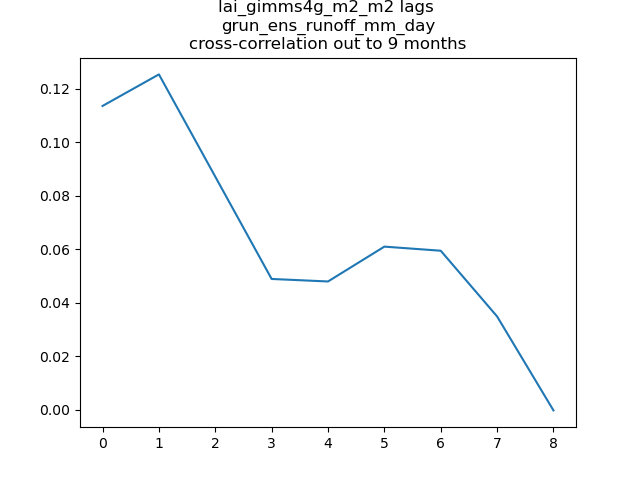 lai_gimms4g_m2_m2 lags
grun_ens_runoff_mm_day
cross-correlation out to 9 months
0.12
0.10
0.08
0.06
0.04
0.02
0.00
0 1 2 3 4 5 6 7 8